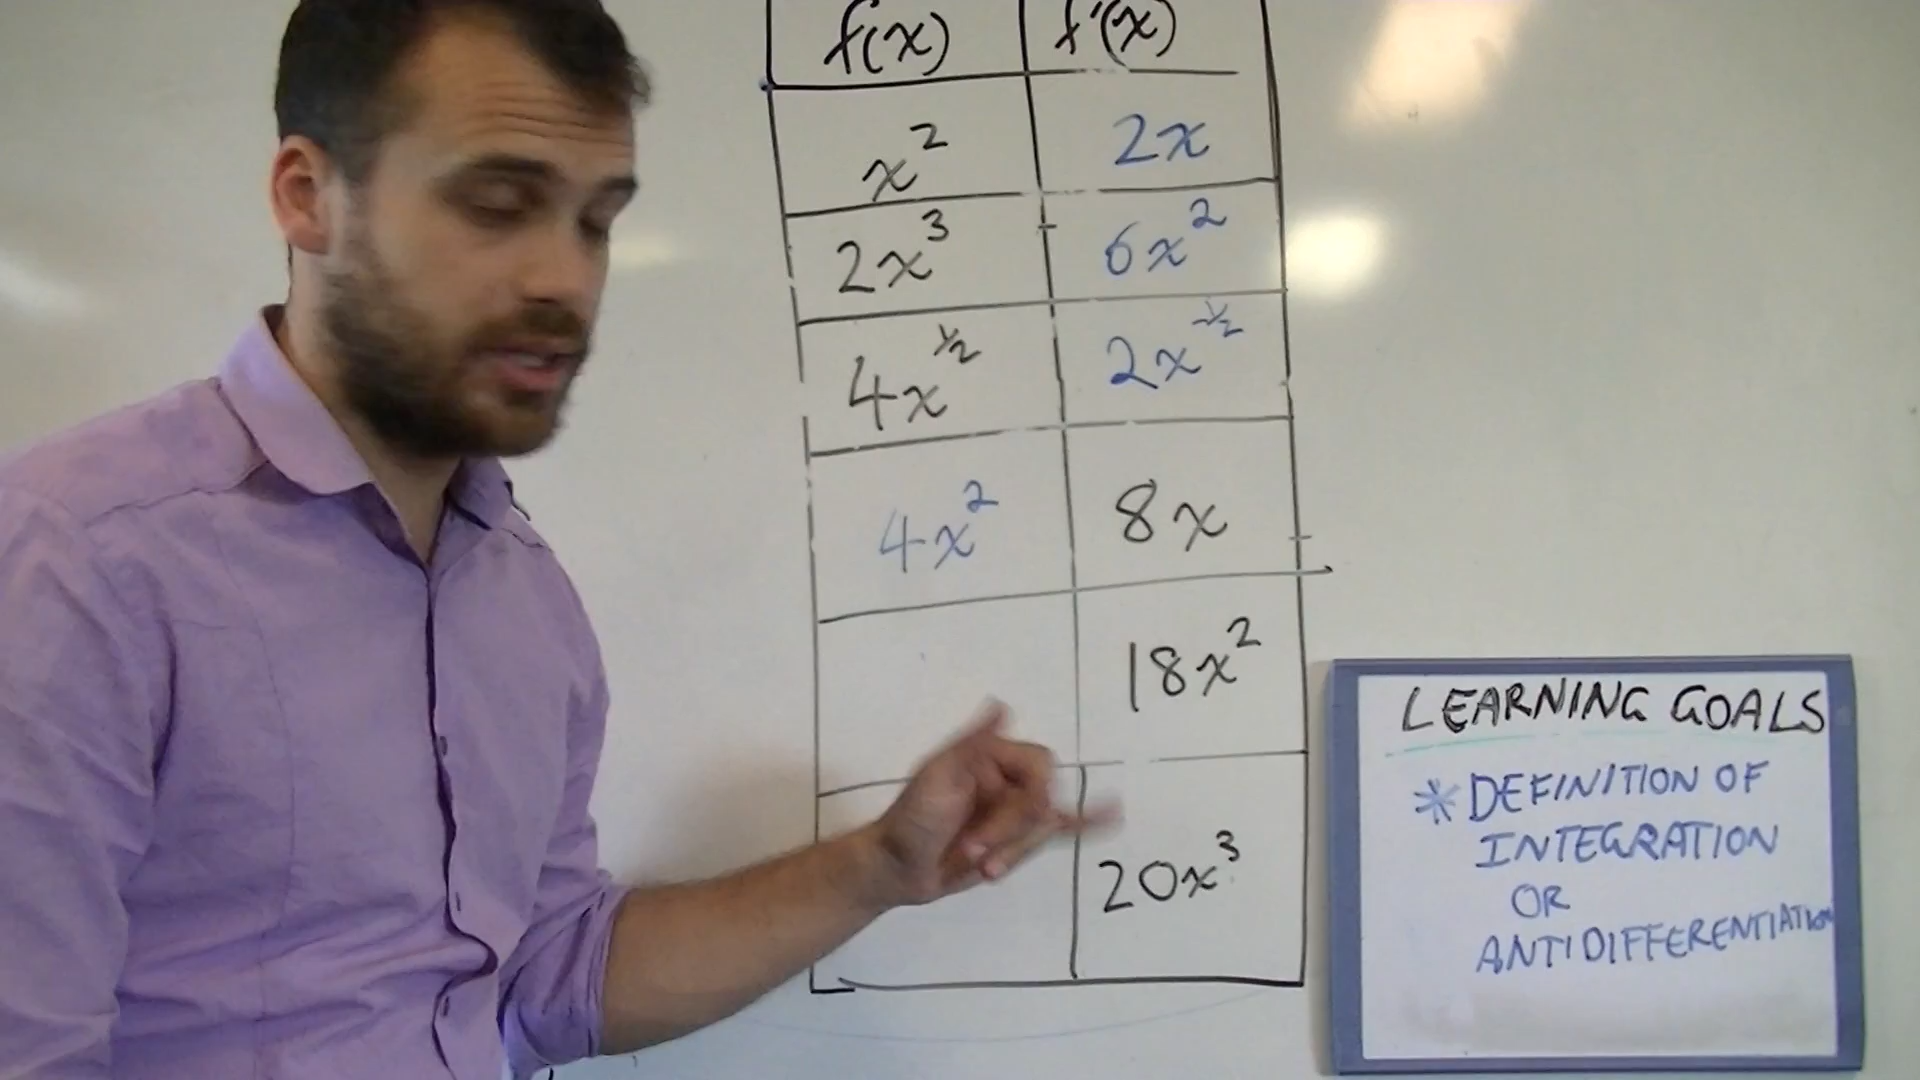 f(x) f'(x)
x² 2x
2x³ 6x²
4x^½ 2x^-½
4x² 8x
18x²
20x³
LEARNING GOALS
* DEFINITION OF
INTEGRATION
OR
ANTIDIFFERENTIATION